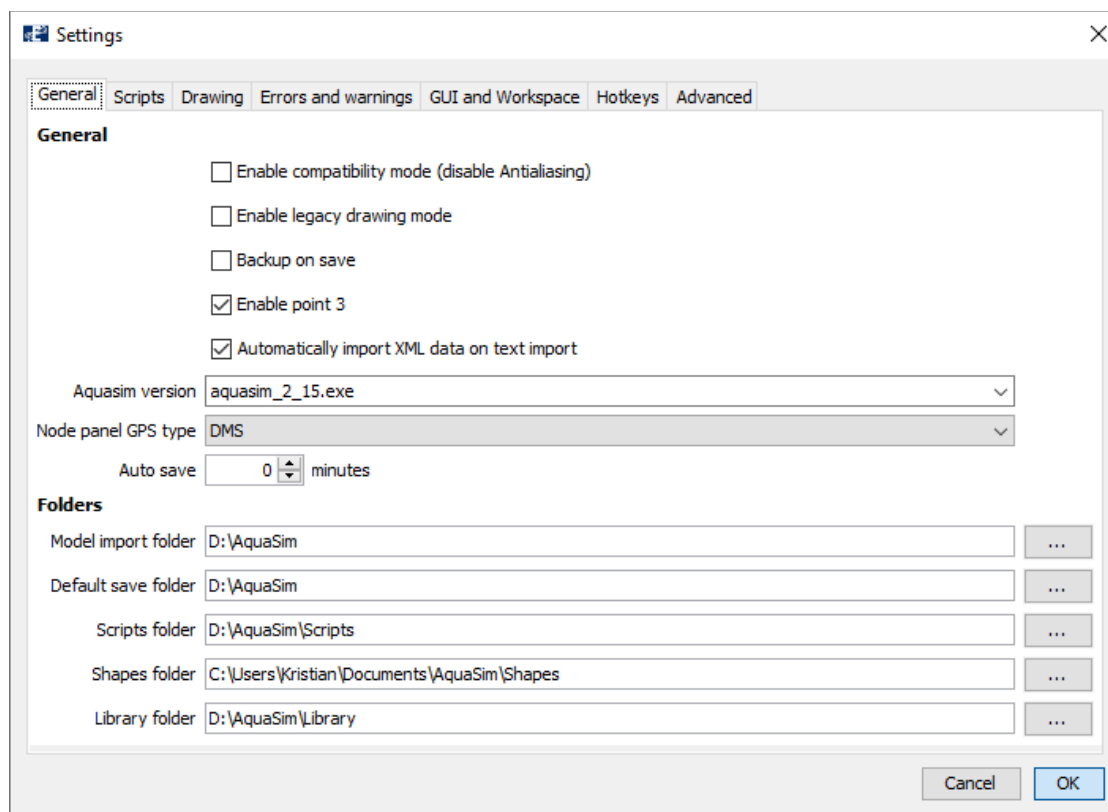 Settings
General Scripts Drawing Errors and warnings GUI and Workspace Hotkeys Advanced
General
Enable compatibility mode (disable Antialiasing)
Enable legacy drawing mode
Backup on save
Enable point 3
Automatically import XML data on text import
Aquasim version aquasim_2_15.exe
Node panel GPS type DMS
Auto save 0 minutes
Folders
Model import folder D:\AquaSim ...
Default save folder D:\AquaSim ...
Scripts folder D:\AquaSim\Scripts ...
Shapes folder C:\Users\Kristian\Documents\AquaSim\Shapes ...
Library folder D:\AquaSim\Library ...
Cancel OK